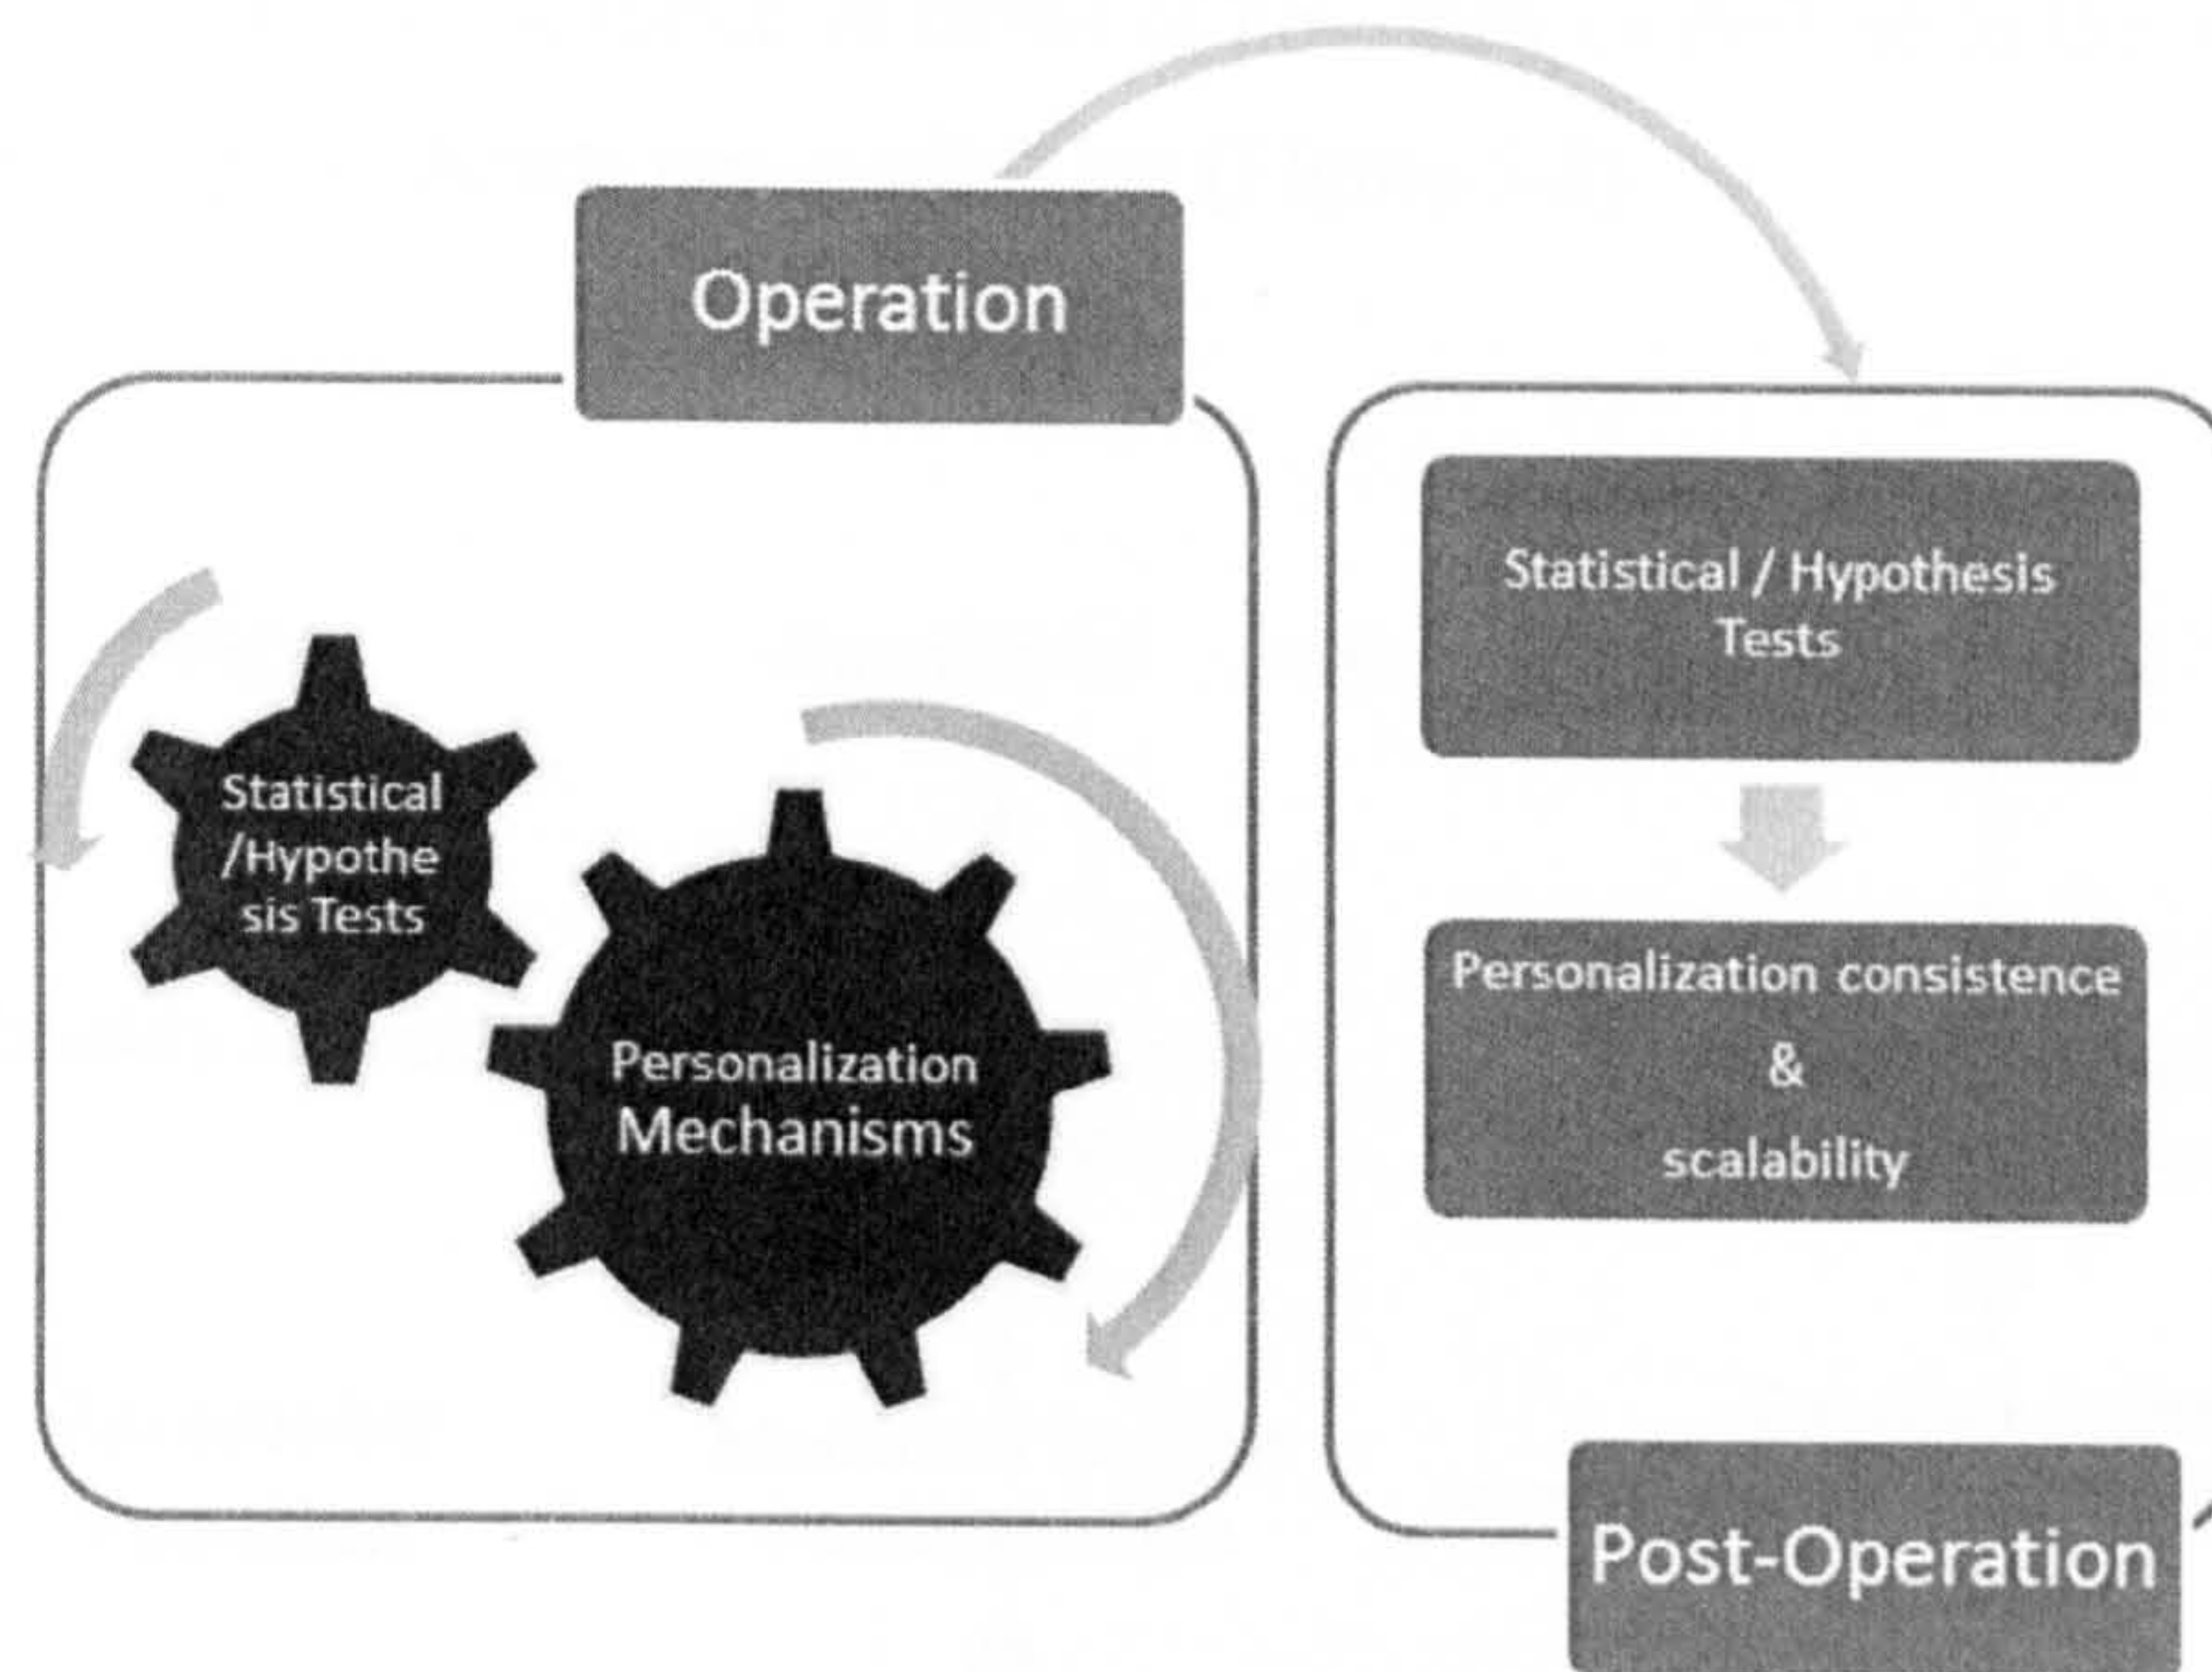 Operation
Statistical
/Hypothe
sis Tests
Personalization
Mechanisms
Statistical / Hypothesis
Tests
Personalization consistence
&
scalability
Post-Operation